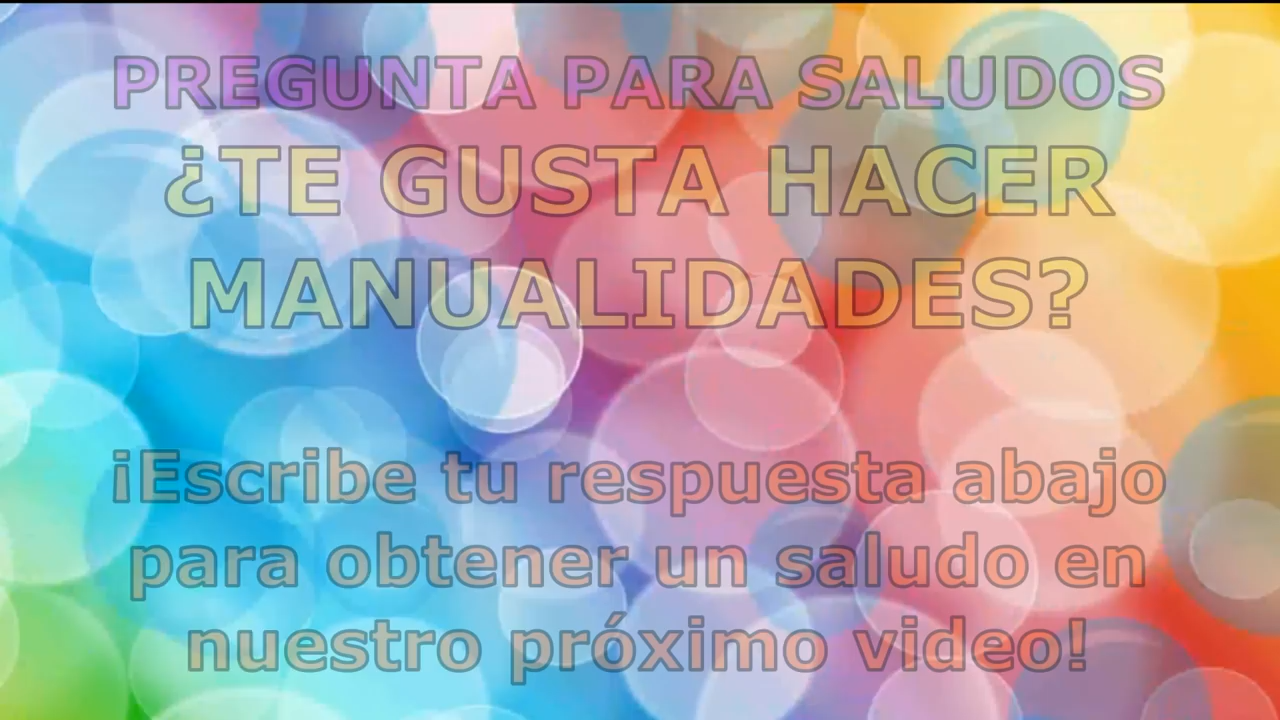 PREGUNTA PARA SALUDOS
¿TE GUSTA HACER
MANUALIDADES?
¡Escribe tu respuesta abajo
para obtener un saludo en
nuestro próximo video!